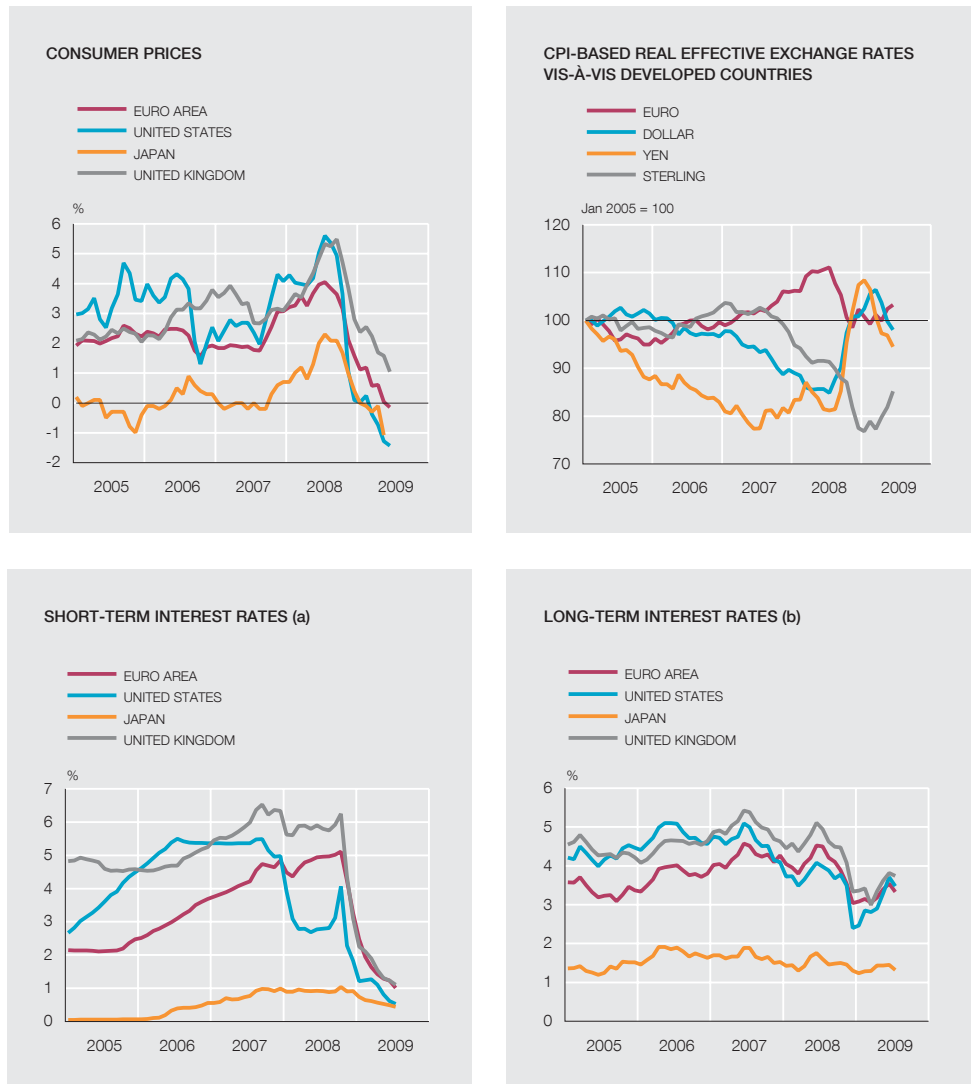 CONSUMER PRICES
EURO AREA
UNITED STATES
JAPAN
UNITED KINGDOM
%
6
5
4
3
2
1
0
-1
-2
2005 2006 2007 2008 2009
CPI-BASED REAL EFFECTIVE EXCHANGE RATES
VIS-À-VIS DEVELOPED COUNTRIES
EURO
DOLLAR
YEN
STERLING
Jan 2005 = 100
120
110
100
90
80
70
2005 2006 2007 2008 2009
SHORT-TERM INTEREST RATES (a)
EURO AREA
UNITED STATES
JAPAN
UNITED KINGDOM
%
7
6
5
4
3
2
1
0
2005 2006 2007 2008 2009
LONG-TERM INTEREST RATES (b)
EURO AREA
UNITED STATES
JAPAN
UNITED KINGDOM
%
6
5
4
3
2
1
0
2005 2006 2007 2008 2009